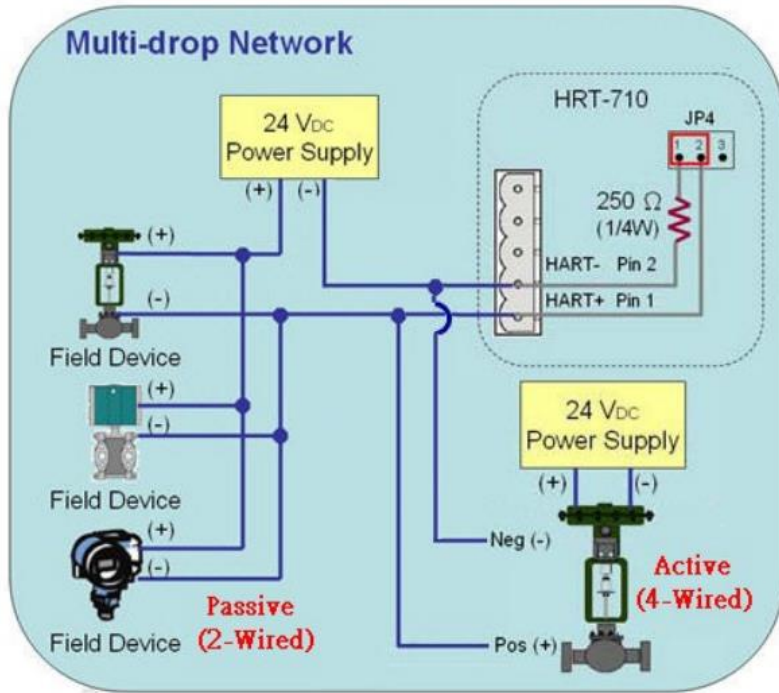 Multi-drop Network
24 VDC
Power Supply
(+)
(-)
HRT-710
JP4
1 2 3
250 Ω
(1/4W)
HART- Pin 2
HART+ Pin 1
(+)
(-)
Field Device
(+)
(-)
Field Device
(+)
(-)
Field Device
Passive
(2-Wired)
24 VDC
Power Supply
(+)
(-)
Neg (-)
Active
(4-Wired)
Pos (+)